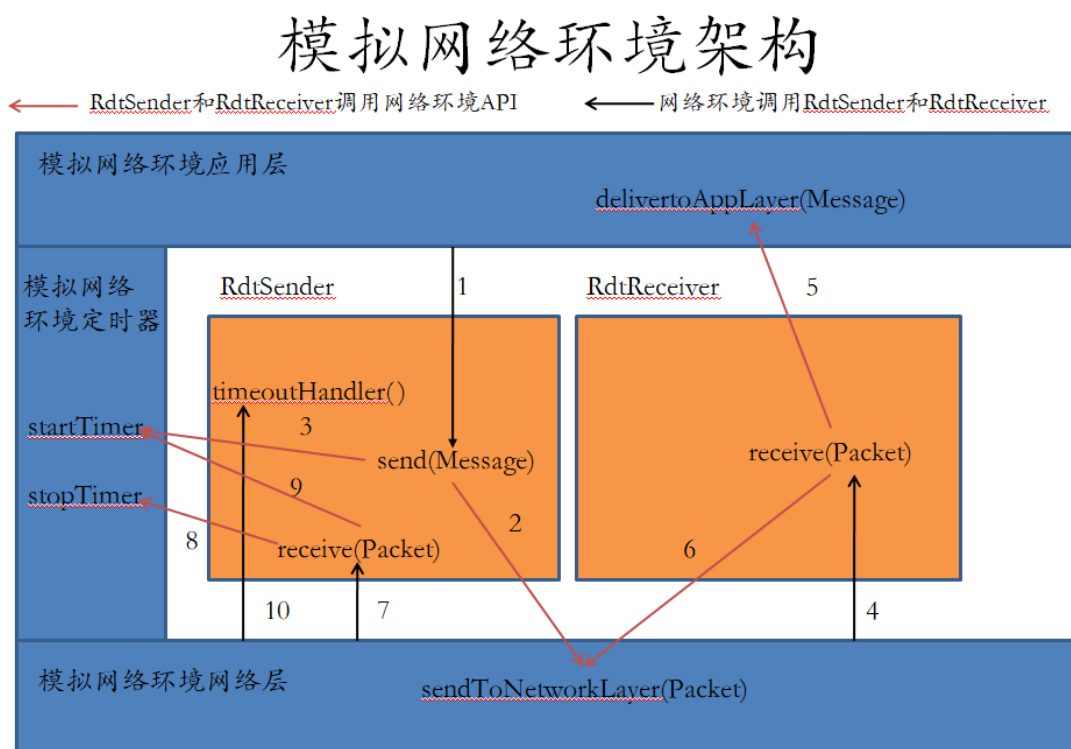 模拟网络环境架构
RdtSender和RdtReceiver调用网络环境API
网络环境调用RdtSender和RdtReceiver
模拟网络环境应用层
delivertoAppLayer(Message)
模拟网络
环境定时器
RdtSender
1
RdtReceiver
5
timeoutHandler()
startTimer
3
send(Message)
receive(Packet)
stopTimer
9
2
8
receive(Packet)
6
10
7
4
模拟网络环境网络层
sendToNetworkLayer(Packet)